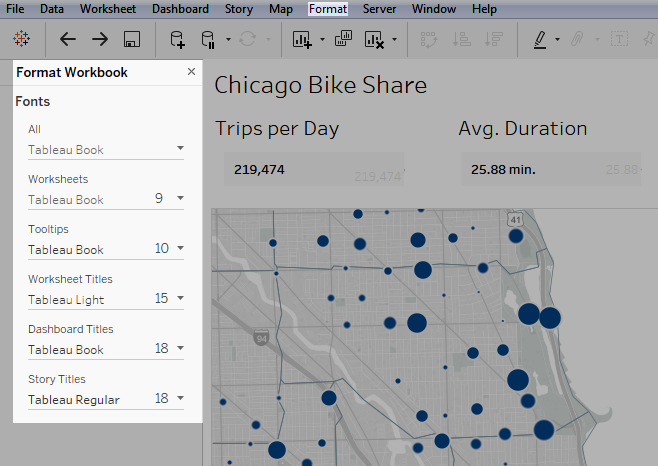 File Data Worksheet Dashboard Story Map Format Server Window Help
Format Workbook
Fonts
All
Tableau Book
Worksheets
Tableau Book 9
Tooltips
Tableau Book 10
Worksheet Titles
Tableau Light 15
Dashboard Titles
Tableau Book 18
Story Titles
Tableau Regular 18
Chicago Bike Share
Trips per Day Avg. Duration
219,474 219,474 25.88 min. 25.88
41
94